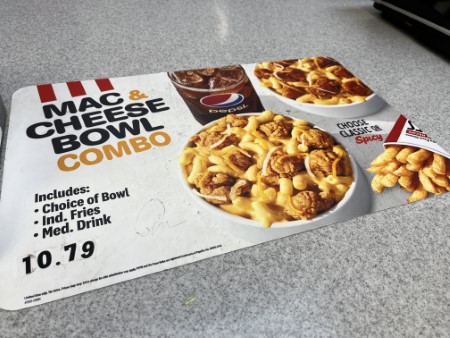 MAC &
CHEESE
BOWL
COMBO
Includes:
• Choice of Bowl
• Ind. Fries
• Med. Drink
10.79
pepsi
CHOOSE
CLASSIC OR
Spicy